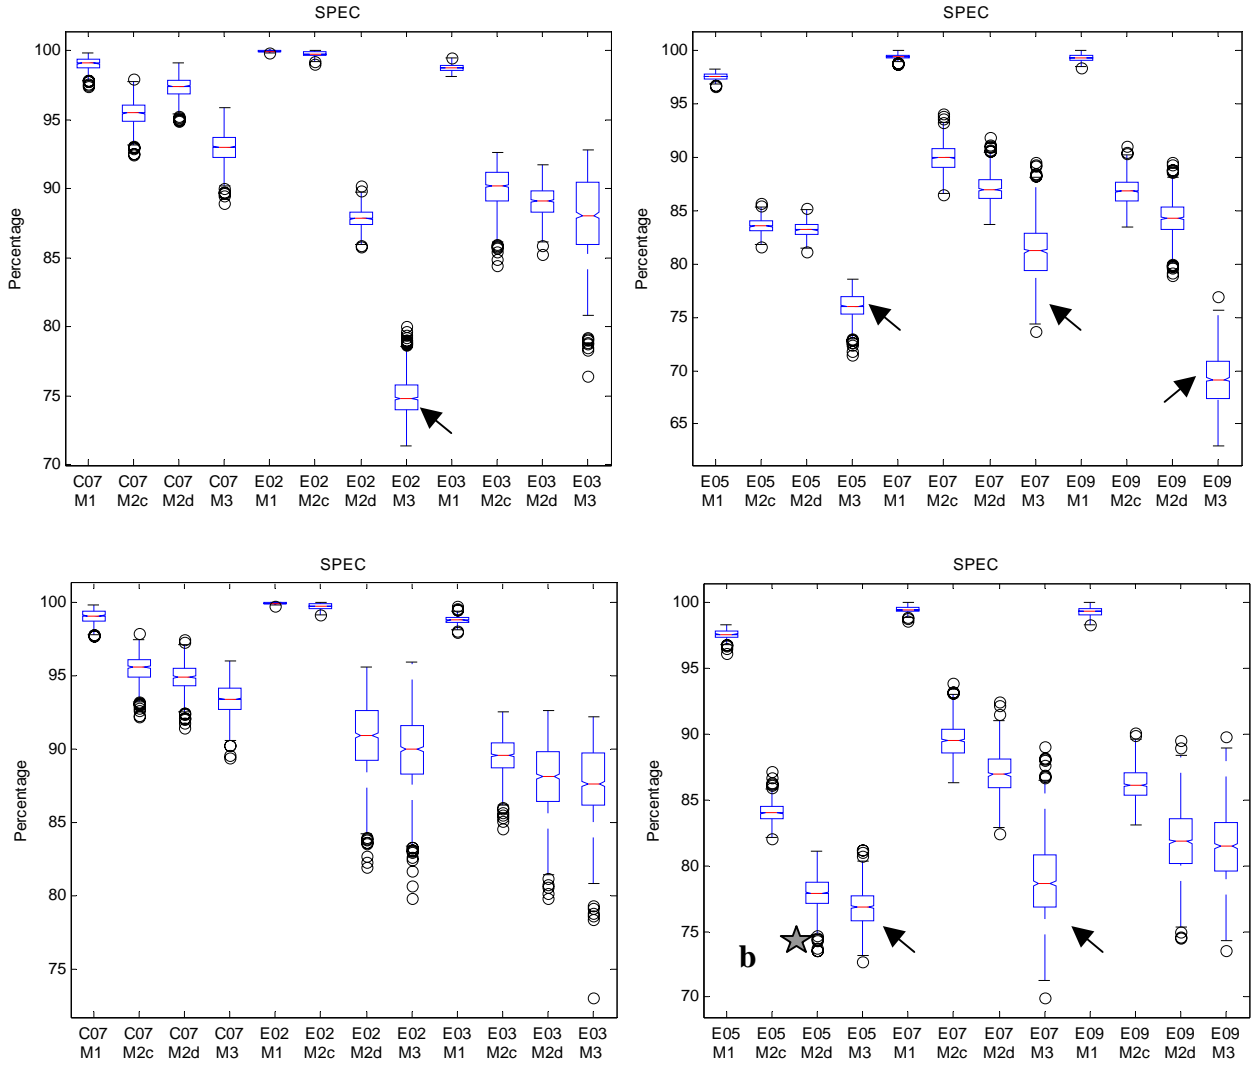 SPEC
Percentage
100
95
90
85
80
75
70
C07 C07 C07 C07 E02 E02 E02 E02 E03 E03 E03 E03
M1 M2c M2d M3 M1 M2c M2d M3 M1 M2c M2d M3
SPEC
Percentage
100
95
90
85
80
75
70
65
E05 E05 E05 E05 E07 E07 E07 E07 E09 E09 E09 E09
M1 M2c M2d M3 M1 M2c M2d M3 M1 M2c M2d M3
SPEC
Percentage
100
95
90
85
80
75
C07 C07 C07 C07 E02 E02 E02 E02 E03 E03 E03 E03
M1 M2c M2d M3 M1 M2c M2d M3 M1 M2c M2d M3
SPEC
Percentage
100
95
90
85
80
75
70
b
E05 E05 E05 E05 E07 E07 E07 E07 E09 E09 E09 E09
M1 M2c M2d M3 M1 M2c M2d M3 M1 M2c M2d M3